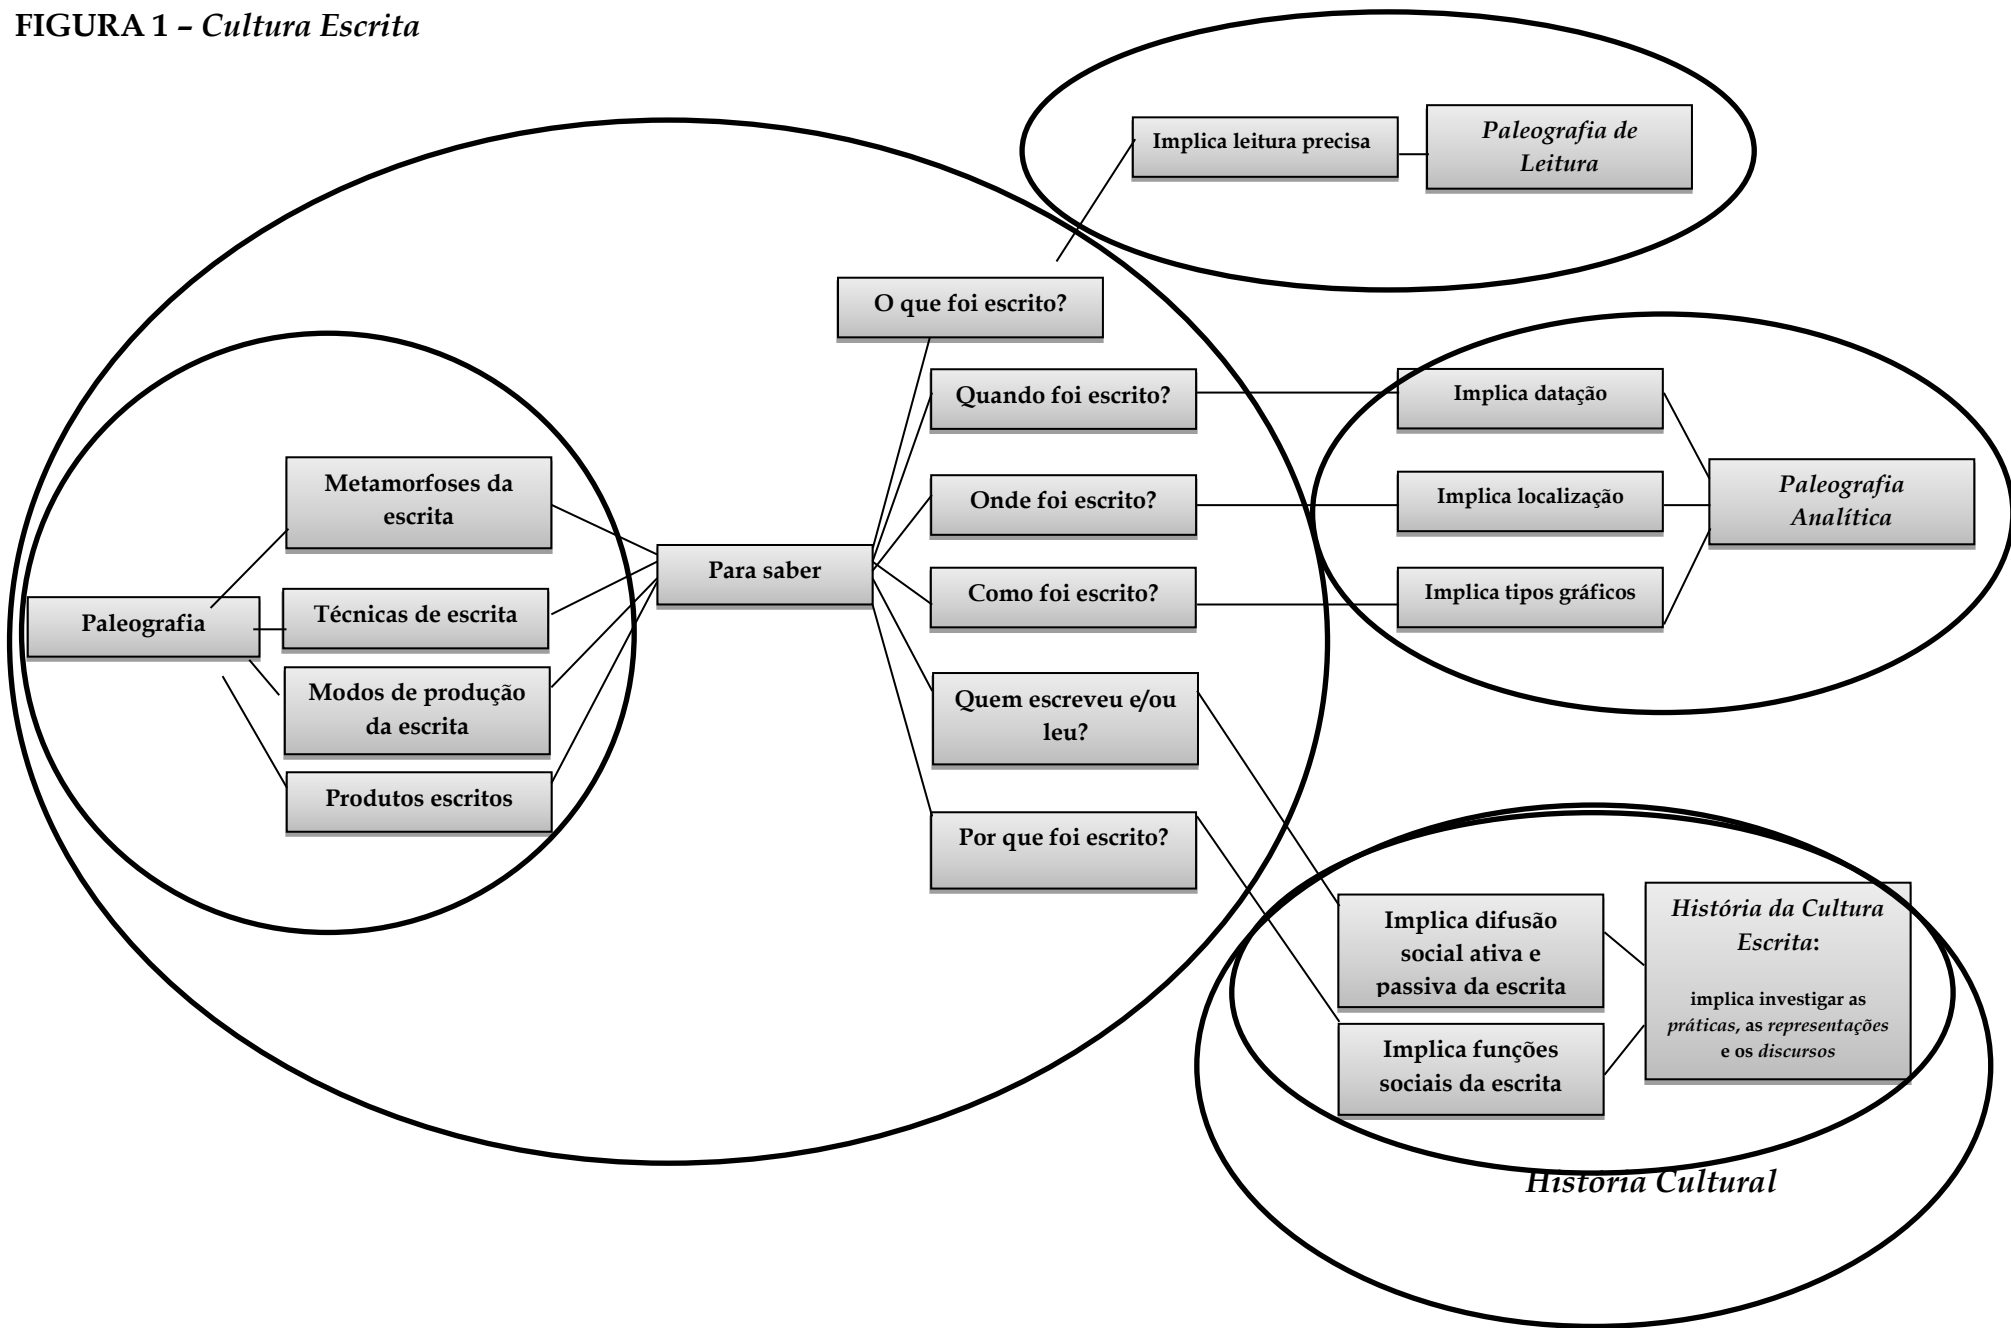 FIGURA 1 – Cultura Escrita
Implica leitura precisa
Paleografia de
Leitura
O que foi escrito?
Quando foi escrito?
Implica datação
Onde foi escrito?
Implica localização
Paleografia
Analítica
Como foi escrito?
Implica tipos gráficos
Metamorfoses da
escrita
Para saber
Paleografia
Técnicas de escrita
Modos de produção
da escrita
Produtos escritos
Quem escreveu e/ou
leu?
Por que foi escrito?
Implica difusão
social ativa e
passiva da escrita
Implica funções
sociais da escrita
História da Cultura
Escrita:
implica investigar as
práticas, as representações
e os discursos
História Cultural